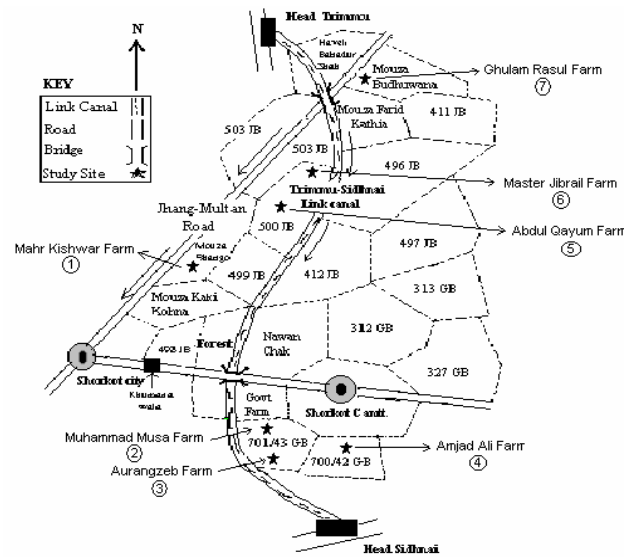 Head Trimmu
N
Haveli
Bahadur
Shah
Mouza
Budhuwana
Ghulam Rasul Farm
7
KEY
Link Canal
Road
Bridge
Study Site
Mouza Farid
Kathia
411 JB
503 JB
503 JB
496 JB
Trimmu-Sidhnai
Link canal
Master Jibrail Farm
6
Jhang-Multan
Road
500 JB
Abdul Qayum Farm
5
Mahr Kishwar Farm
1
Mouza
497 JB
499 JB
412 JB
313 GB
Mouza Kaki
Kohna
Forest
Nawan
Chak
312 GB
498 JB
327 GB
Shorkot city
Govt
Farm
Shorkot Cantt.
Muhammad Musa Farm
2
701/43 GB
Amjad Ali Farm
4
Aurangzeb Farm
3
700/42 GB
Head Sidhnai